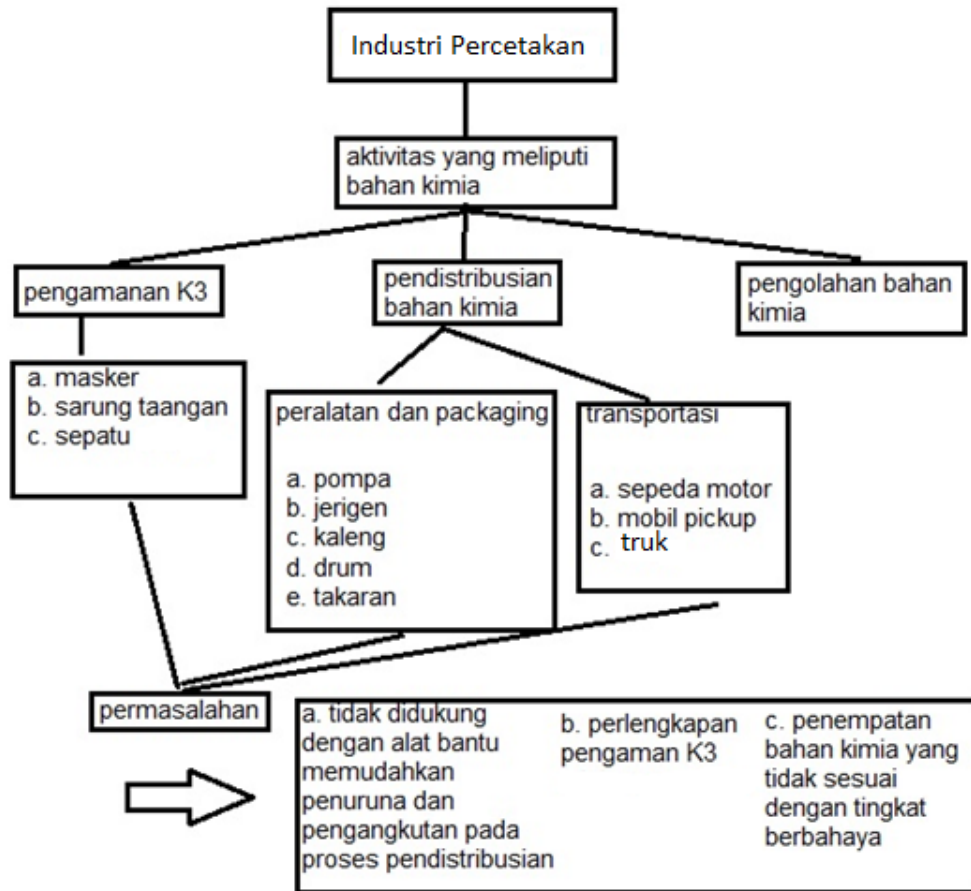 Industri Percetakan
aktivitas yang meliputi
bahan kimia
pengamanan K3
pendistribusian
bahan kimia
pengolahan bahan
kimia
a. masker
b. sarung taangan
c. sepatu
peralatan dan packaging
a. pompa
b. jerigen
c. kaleng
d. drum
e. takaran
transportasi
a. sepeda motor
b. mobil pickup
c. truk
permasalahan
a. tidak didukung
dengan alat bantu
memudahkan
penuruna dan
pengangkutan pada
proses pendistribusian
b. perlengkapan
pengaman K3
c. penempatan
bahan kimia yang
tidak sesuai
dengan tingkat
berbahaya